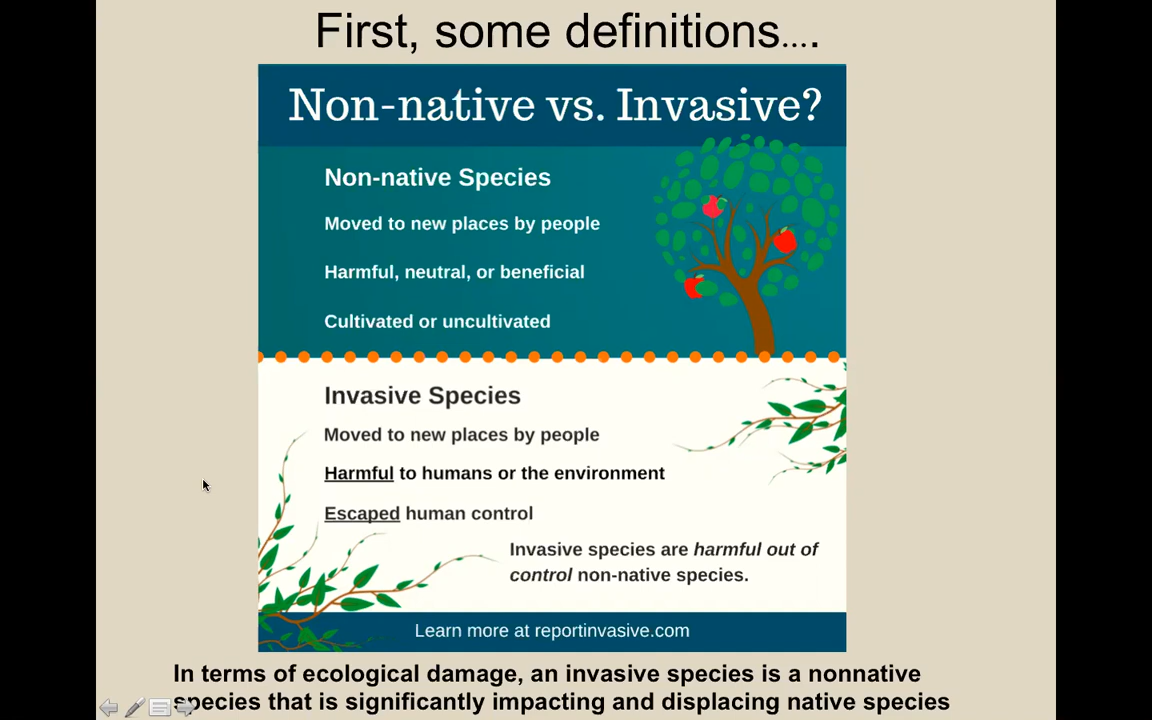 First, some definitions....
Non-native vs. Invasive?
Non-native Species
Moved to new places by people
Harmful, neutral, or beneficial
Cultivated or uncultivated
Invasive Species
Moved to new places by people
Harmful to humans or the environment
Escaped human control
Invasive species are harmful out of
control non-native species.
Learn more at reportinvasive.com
In terms of ecological damage, an invasive species is a nonnative
species that is significantly impacting and displacing native species